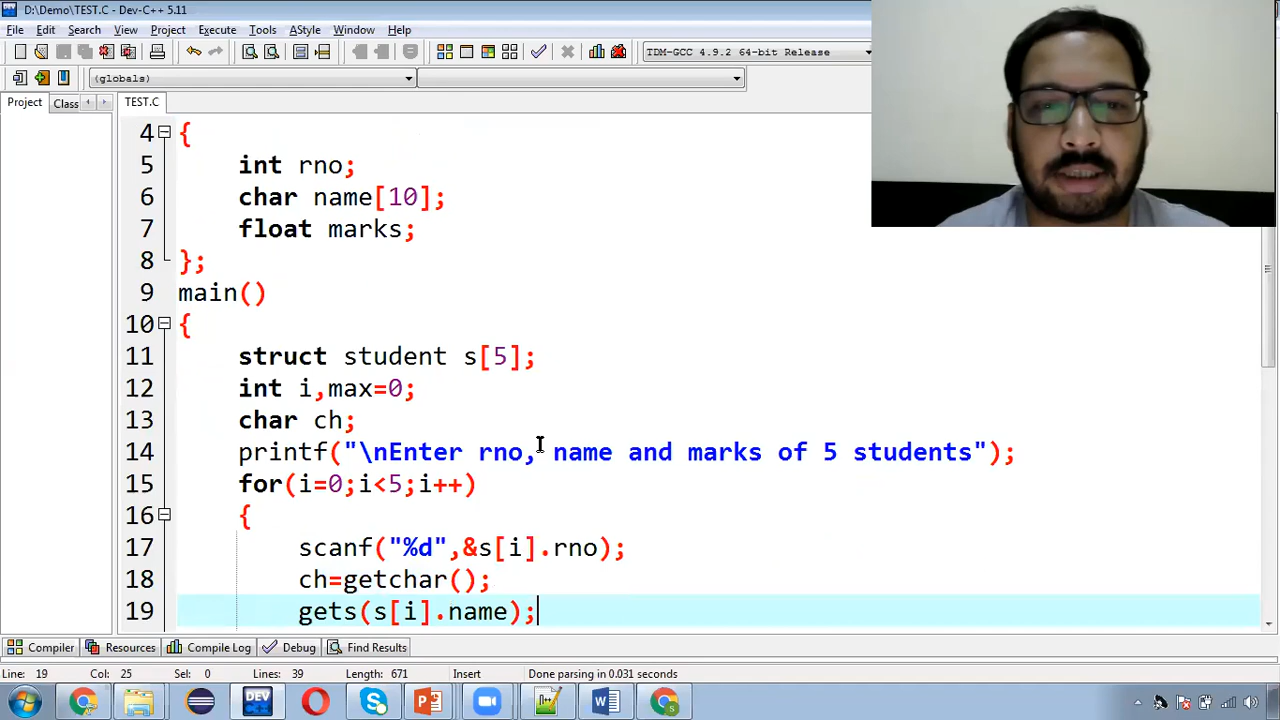 D:\Demo\TEST.C - Dev-C++ 5.11
File Edit Search View Project Execute Tools AStyle Window Help
TDM-GCC 4.9.2 64-bit Release
(globals)
Project Class TEST.C
4 {
5 int rno;
6 char name[10];
7 float marks;
8 };
9 main()
10 {
11 struct student s[5];
12 int i,max=0;
13 char ch;
14 printf("\nEnter rno, name and marks of 5 students");
15 for(i=0;i<5;i++)
16 {
17 scanf("%d",&s[i].rno);
18 ch=getchar();
19 gets(s[i].name);
Compiler Resources Compile Log Debug Find Results
Line: 19 Col: 25 Sel: 0 Lines: 39 Length: 671 Insert Done parsing in 0.031 seconds
DEV